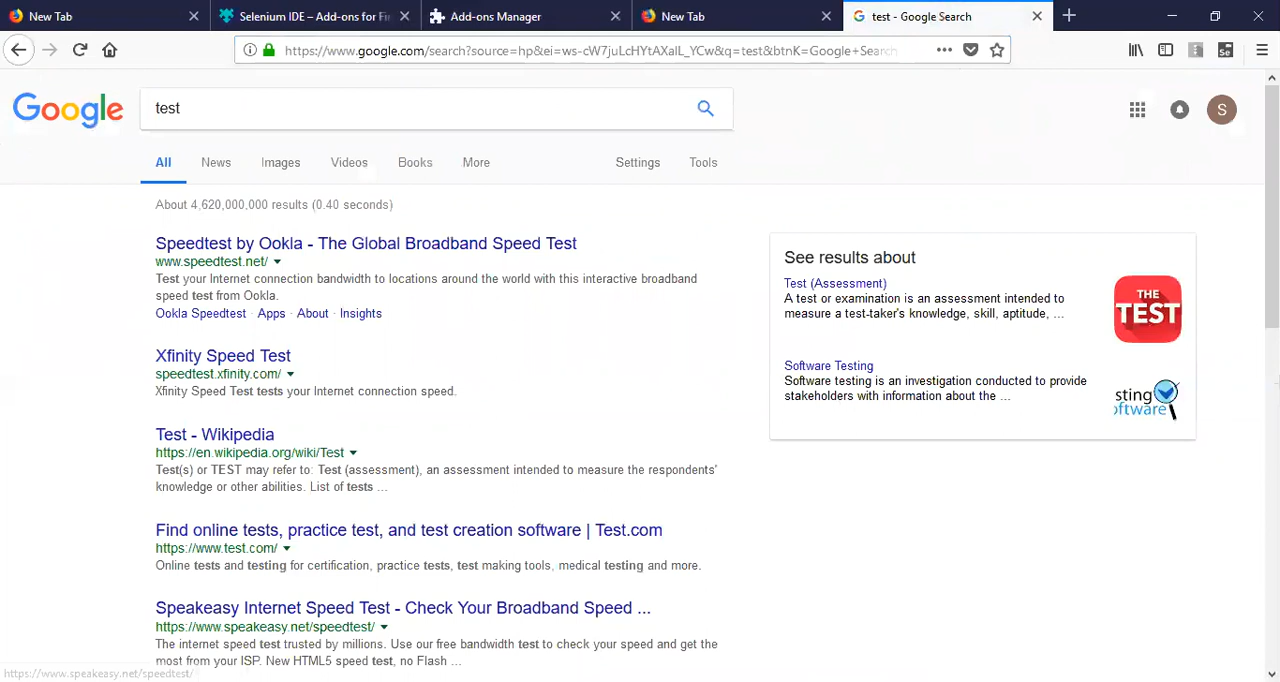 New Tab
Selenium IDE – Add-ons for Fi
Add-ons Manager
New Tab
test - Google Search
https://www.google.com/search?source=hp&ei=ws-cW7juLcHYtAXaIL_YCw&q=test&btnK=Google+Search
Se
Google
test
S
All
News
Images
Videos
Books
More
Settings
Tools
About 4,620,000,000 results (0.40 seconds)
Speedtest by Ookla - The Global Broadband Speed Test
www.speedtest.net/
Test your Internet connection bandwidth to locations around the world with this interactive broadband
speed test from Ookla.
Ookla Speedtest · Apps · About · Insights
Xfinity Speed Test
speedtest.xfinity.com/
Xfinity Speed Test tests your Internet connection speed.
Test - Wikipedia
https://en.wikipedia.org/wiki/Test
Test(s) or TEST may refer to: Test (assessment), an assessment intended to measure the respondents'
knowledge or other abilities. List of tests ...
Find online tests, practice test, and test creation software | Test.com
https://www.test.com/
Online tests and testing for certification, practice tests, test making tools, medical testing and more.
Speakeasy Internet Speed Test - Check Your Broadband Speed ...
https://www.speakeasy.net/speedtest/
The internet speed test trusted by millions. Use our free bandwidth test to check your speed and get the
most from your ISP. New HTML5 speed test, no Flash ...
See results about
Test (Assessment)
A test or examination is an assessment intended to
measure a test-taker's knowledge, skill, aptitude, ...
THE
TEST
Software Testing
Software testing is an investigation conducted to provide
stakeholders with information about the ...
sting
oftware
https://www.speakeasy.net/speedtest/